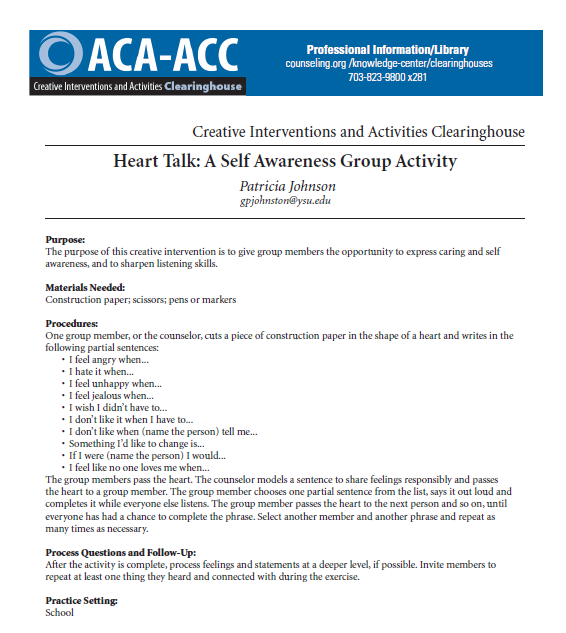 ACA-ACC
Creative Interventions and Activities Clearinghouse
Professional Information/Library
counseling.org /knowledge-center/clearinghouses
703-823-9800 x281
Creative Interventions and Activities Clearinghouse
Heart Talk: A Self Awareness Group Activity
Patricia Johnson
gpjohnston@ysu.edu
Purpose:
The purpose of this creative intervention is to give group members the opportunity to express caring and self
awareness, and to sharpen listening skills.
Materials Needed:
Construction paper; scissors; pens or markers
Procedures:
One group member, or the counselor, cuts a piece of construction paper in the shape of a heart and writes in the
following partial sentences:
• I feel angry when...
• I hate it when...
• I feel unhappy when...
• I feel jealous when...
• I wish I didn't have to...
• I don't like it when I have to...
• I don't like when (name the person) tell me...
• Something I'd like to change is...
• If I were (name the person) I would...
• I feel like no one loves me when...
The group members pass the heart. The counselor models a sentence to share feelings responsibly and passes
the heart to a group member. The group member chooses one partial sentence from the list, says it out loud and
completes it while everyone else listens. The group member passes the heart to the next person and so on, until
everyone has had a chance to complete the phrase. Select another member and another phrase and repeat as
many times as necessary.
Process Questions and Follow-Up:
After the activity is complete, process feelings and statements at a deeper level, if possible. Invite members to
repeat at least one thing they heard and connected with during the exercise.
Practice Setting:
School